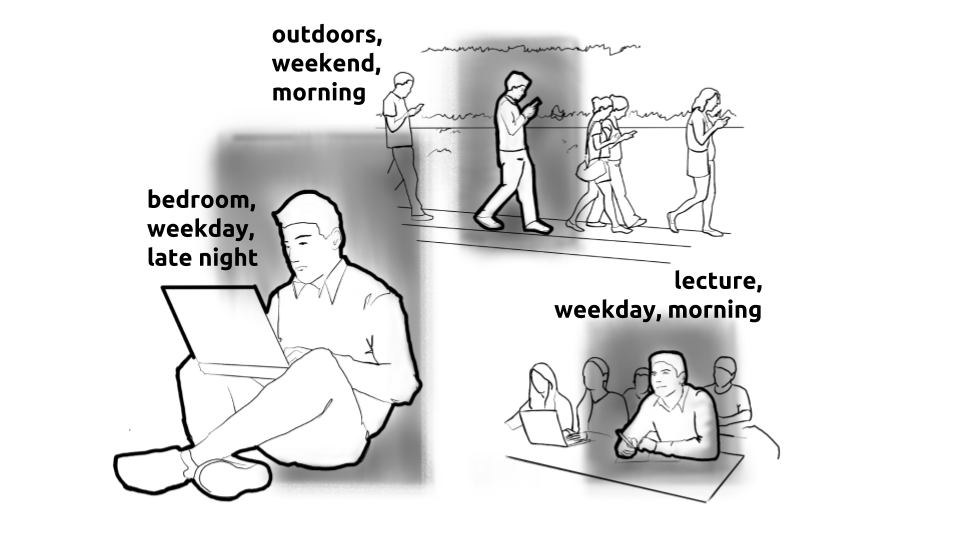 outdoors,
weekend,
morning
bedroom,
weekday,
late night
lecture,
weekday, morning